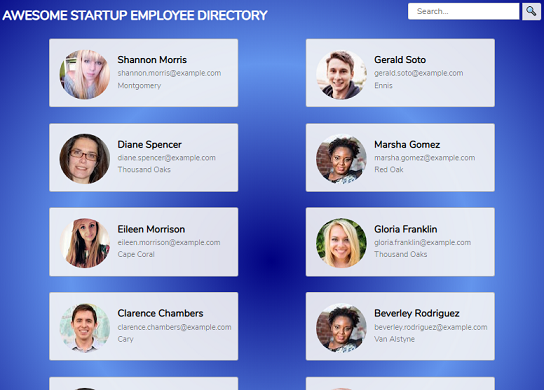 AWESOME STARTUP EMPLOYEE DIRECTORY
Search...
Shannon Morris
shannon.morris@example.com
Montgomery
Gerald Soto
gerald.soto@example.com
Ennis
Diane Spencer
diane.spencer@example.com
Thousand Oaks
Marsha Gomez
marsha.gomez@example.com
Red Oak
Eileen Morrison
eileen.morrison@example.com
Cape Coral
Gloria Franklin
gloria.franklin@example.com
Thousand Oaks
Clarence Chambers
clarence.chambers@example.com
Cary
Beverley Rodriguez
beverley.rodriguez@example.com
Van Alstyne